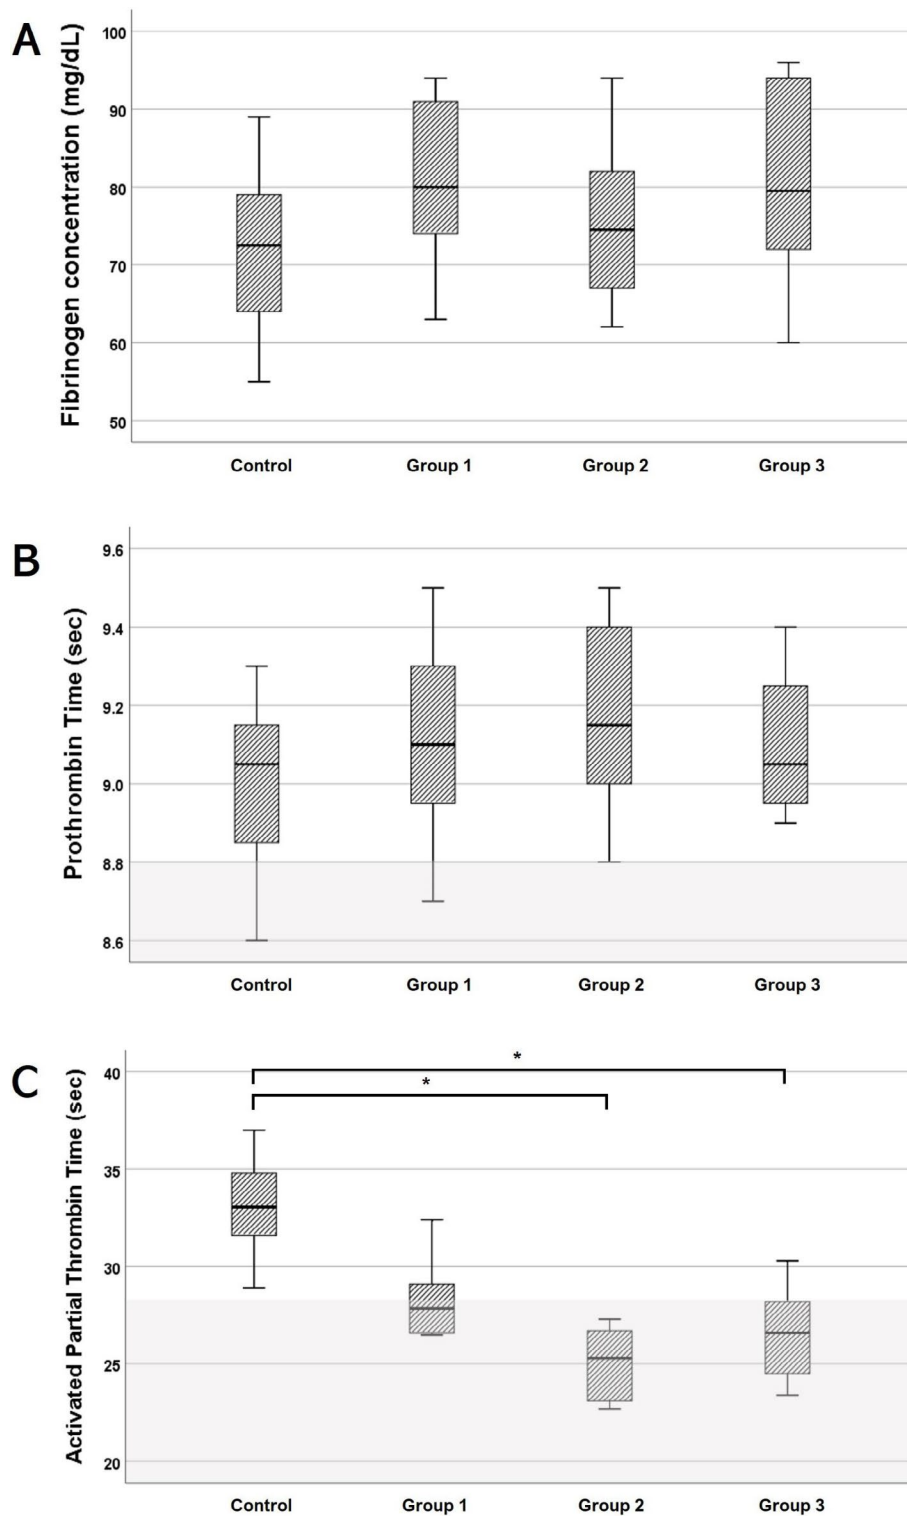 A
Fibrinogen concentration (mg/dL)
100
90
80
70
60
50
Control Group 1 Group 2 Group 3
B
Prothrombin Time (sec)
9.6
9.4
9.2
9.0
8.8
8.6
Control Group 1 Group 2 Group 3
C
Activated Partial Thrombin Time (sec)
*
40
*
35
30
25
20
Control Group 1 Group 2 Group 3